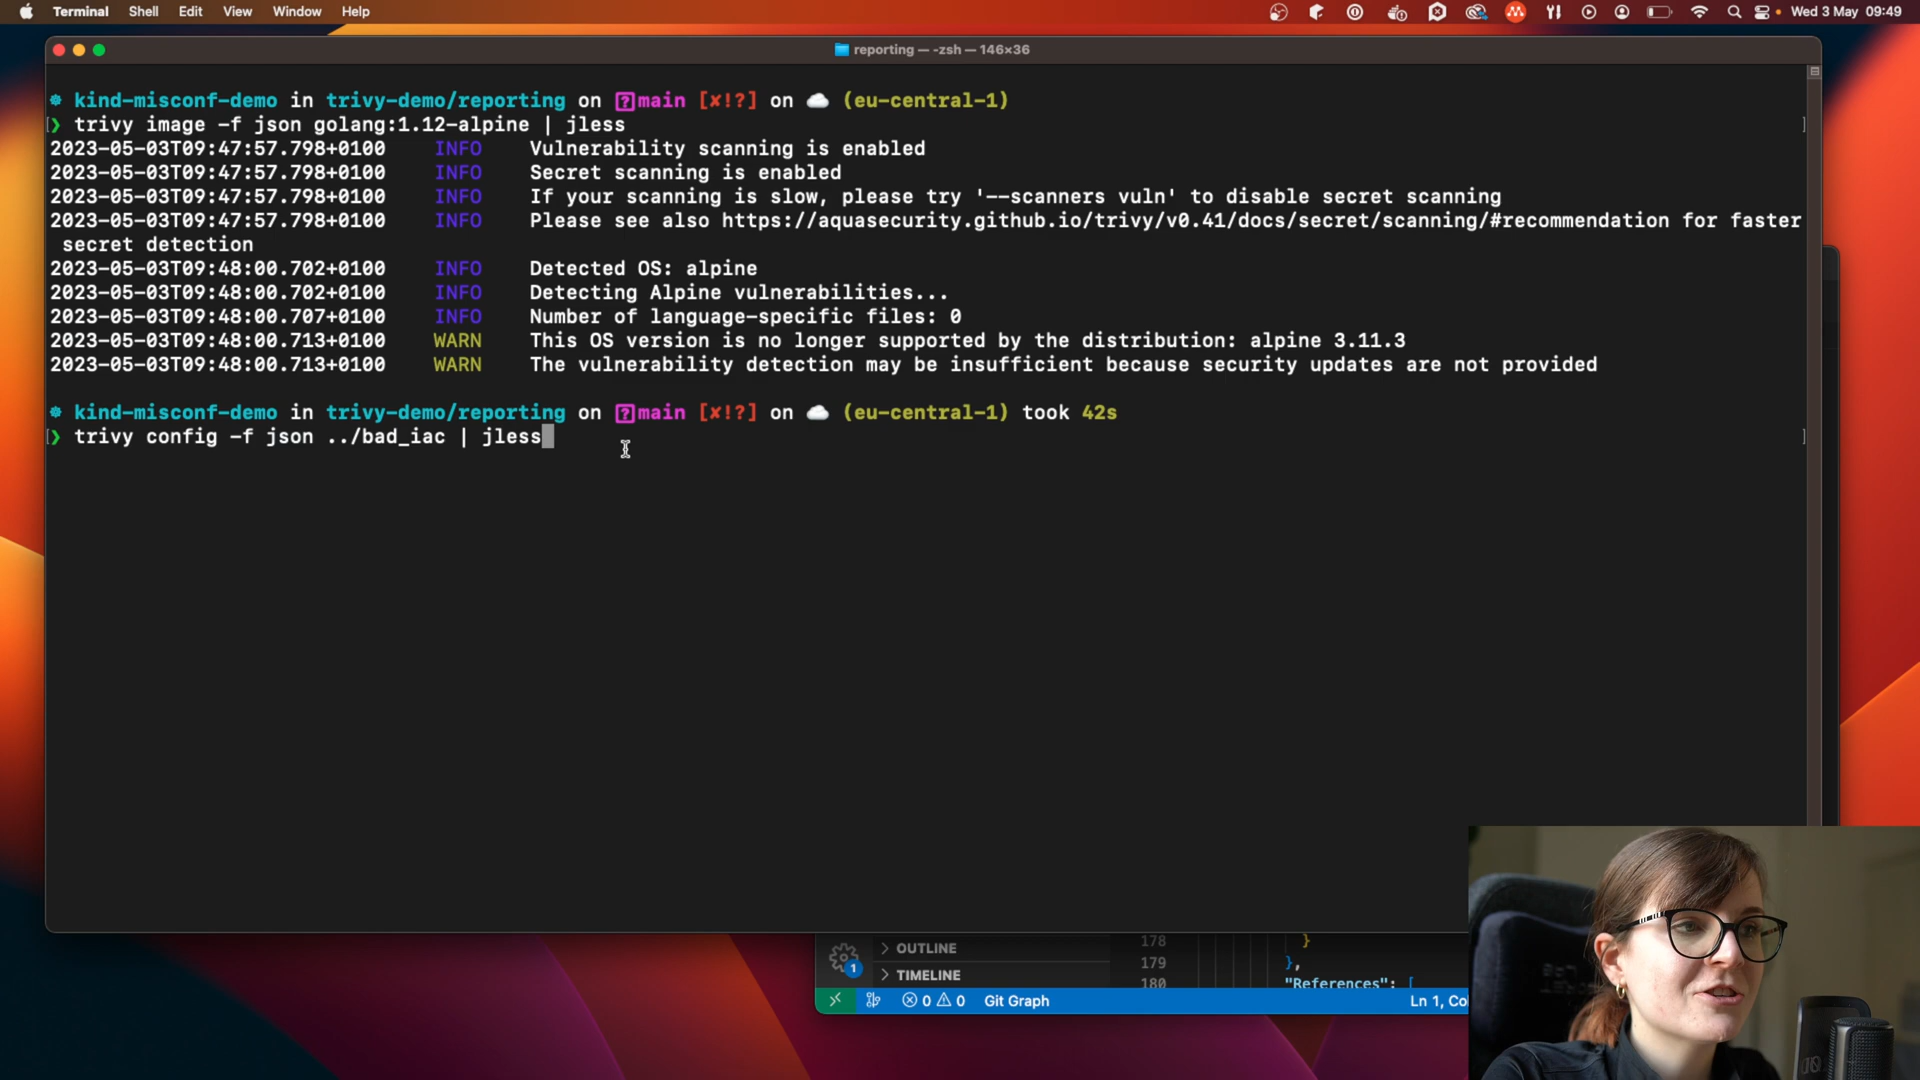 Terminal Shell Edit View Window Help
Wed 3 May 09:49
reporting — -zsh — 146×36
kind-misconf-demo in trivy-demo/reporting on ?main [✘!?] on ☁️ (eu-central-1)
❯ trivy image -f json golang:1.12-alpine | jless
2023-05-03T09:47:57.798+0100 INFO Vulnerability scanning is enabled
2023-05-03T09:47:57.798+0100 INFO Secret scanning is enabled
2023-05-03T09:47:57.798+0100 INFO If your scanning is slow, please try '--scanners vuln' to disable secret scanning
2023-05-03T09:47:57.798+0100 INFO Please see also https://aquasecurity.github.io/trivy/v0.41/docs/secret/scanning/#recommendation for faster
secret detection
2023-05-03T09:48:00.702+0100 INFO Detected OS: alpine
2023-05-03T09:48:00.702+0100 INFO Detecting Alpine vulnerabilities...
2023-05-03T09:48:00.707+0100 INFO Number of language-specific files: 0
2023-05-03T09:48:00.713+0100 WARN This OS version is no longer supported by the distribution: alpine 3.11.3
2023-05-03T09:48:00.713+0100 WARN The vulnerability detection may be insufficient because security updates are not provided
kind-misconf-demo in trivy-demo/reporting on ?main [✘!?] on ☁️ (eu-central-1) took 42s
❯ trivy config -f json ../bad_iac | jless
OUTLINE
TIMELINE
1
178 }
179 },
180 "References": [
0 0 Git Graph
Ln 1, Co